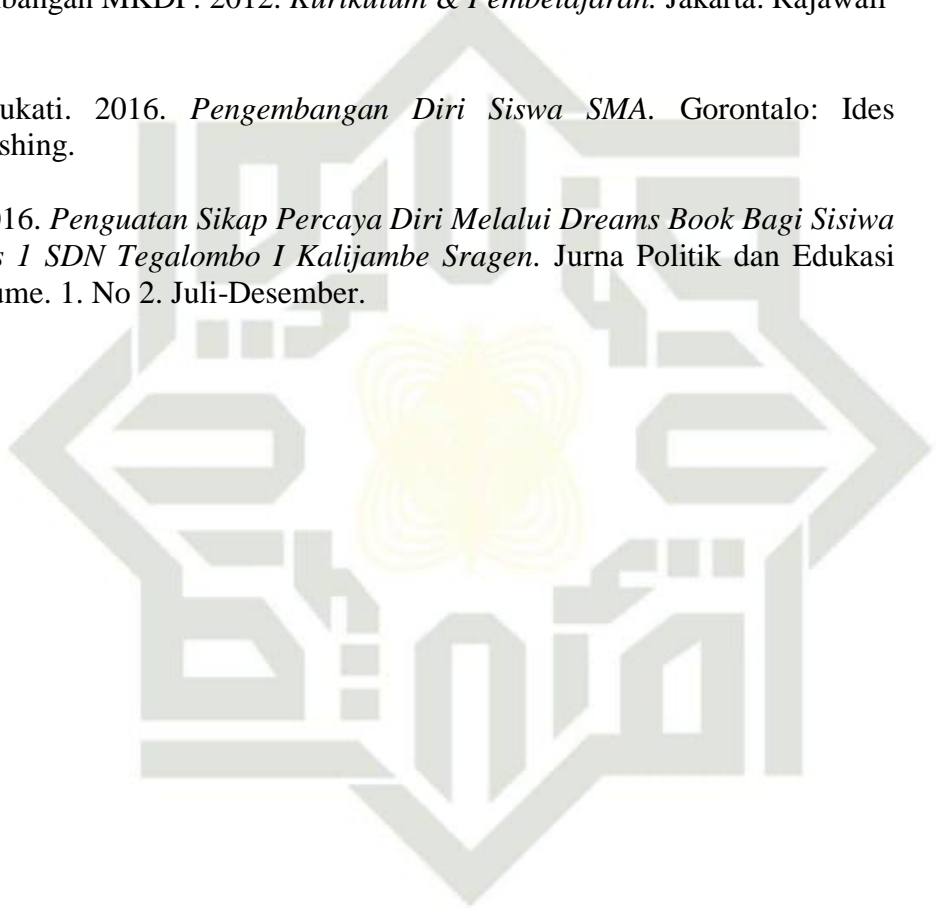 bangan MKDP. 2012. Kurikulum & Pembelajaran. Jakarta: Rajawali
ukati. 2016. Pengembangan Diri Siswa SMA. Gorontalo: Ides
shing.
16. Penguatan Sikap Percaya Diri Melalui Dreams Book Bagi Sisiwa
s 1 SDN Tegalombo I Kalijambe Sragen. Jurna Politik dan Edukasi
ume. 1. No 2. Juli-Desember.